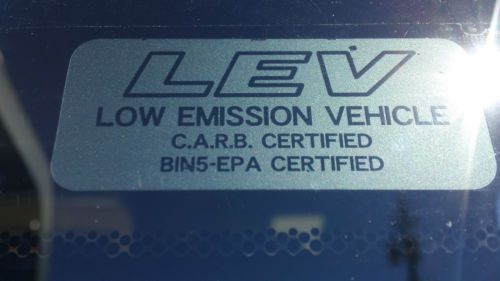 LEV
LOW EMISSION VEHICLE
C.A.R.B. CERTIFIED
BIN5-EPA CERTIFIED